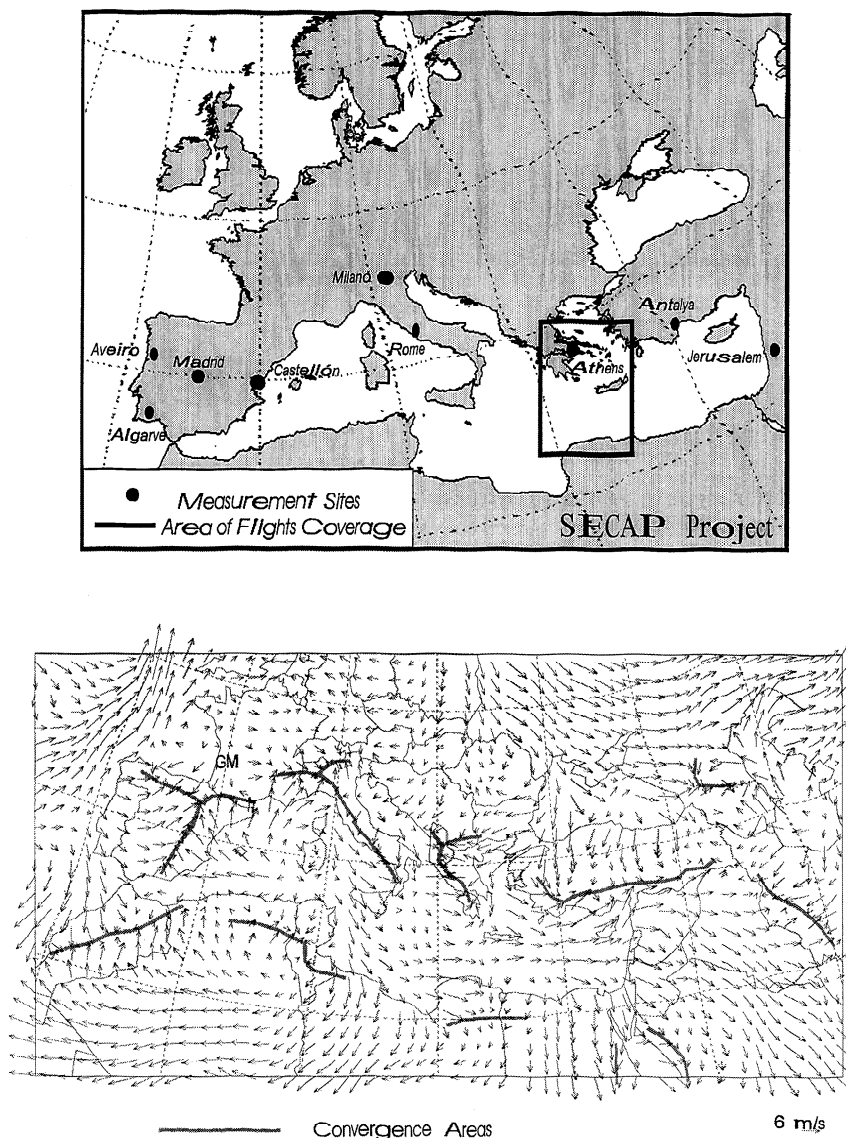 Milano
Antalya
Aveiro
Madrid
Rome
Castellón
Athens
Jerusalem
Algarve
Measurement Sites
Area of Flights Coverage
SECAP Project
GM
Convergence Areas
6 m/s